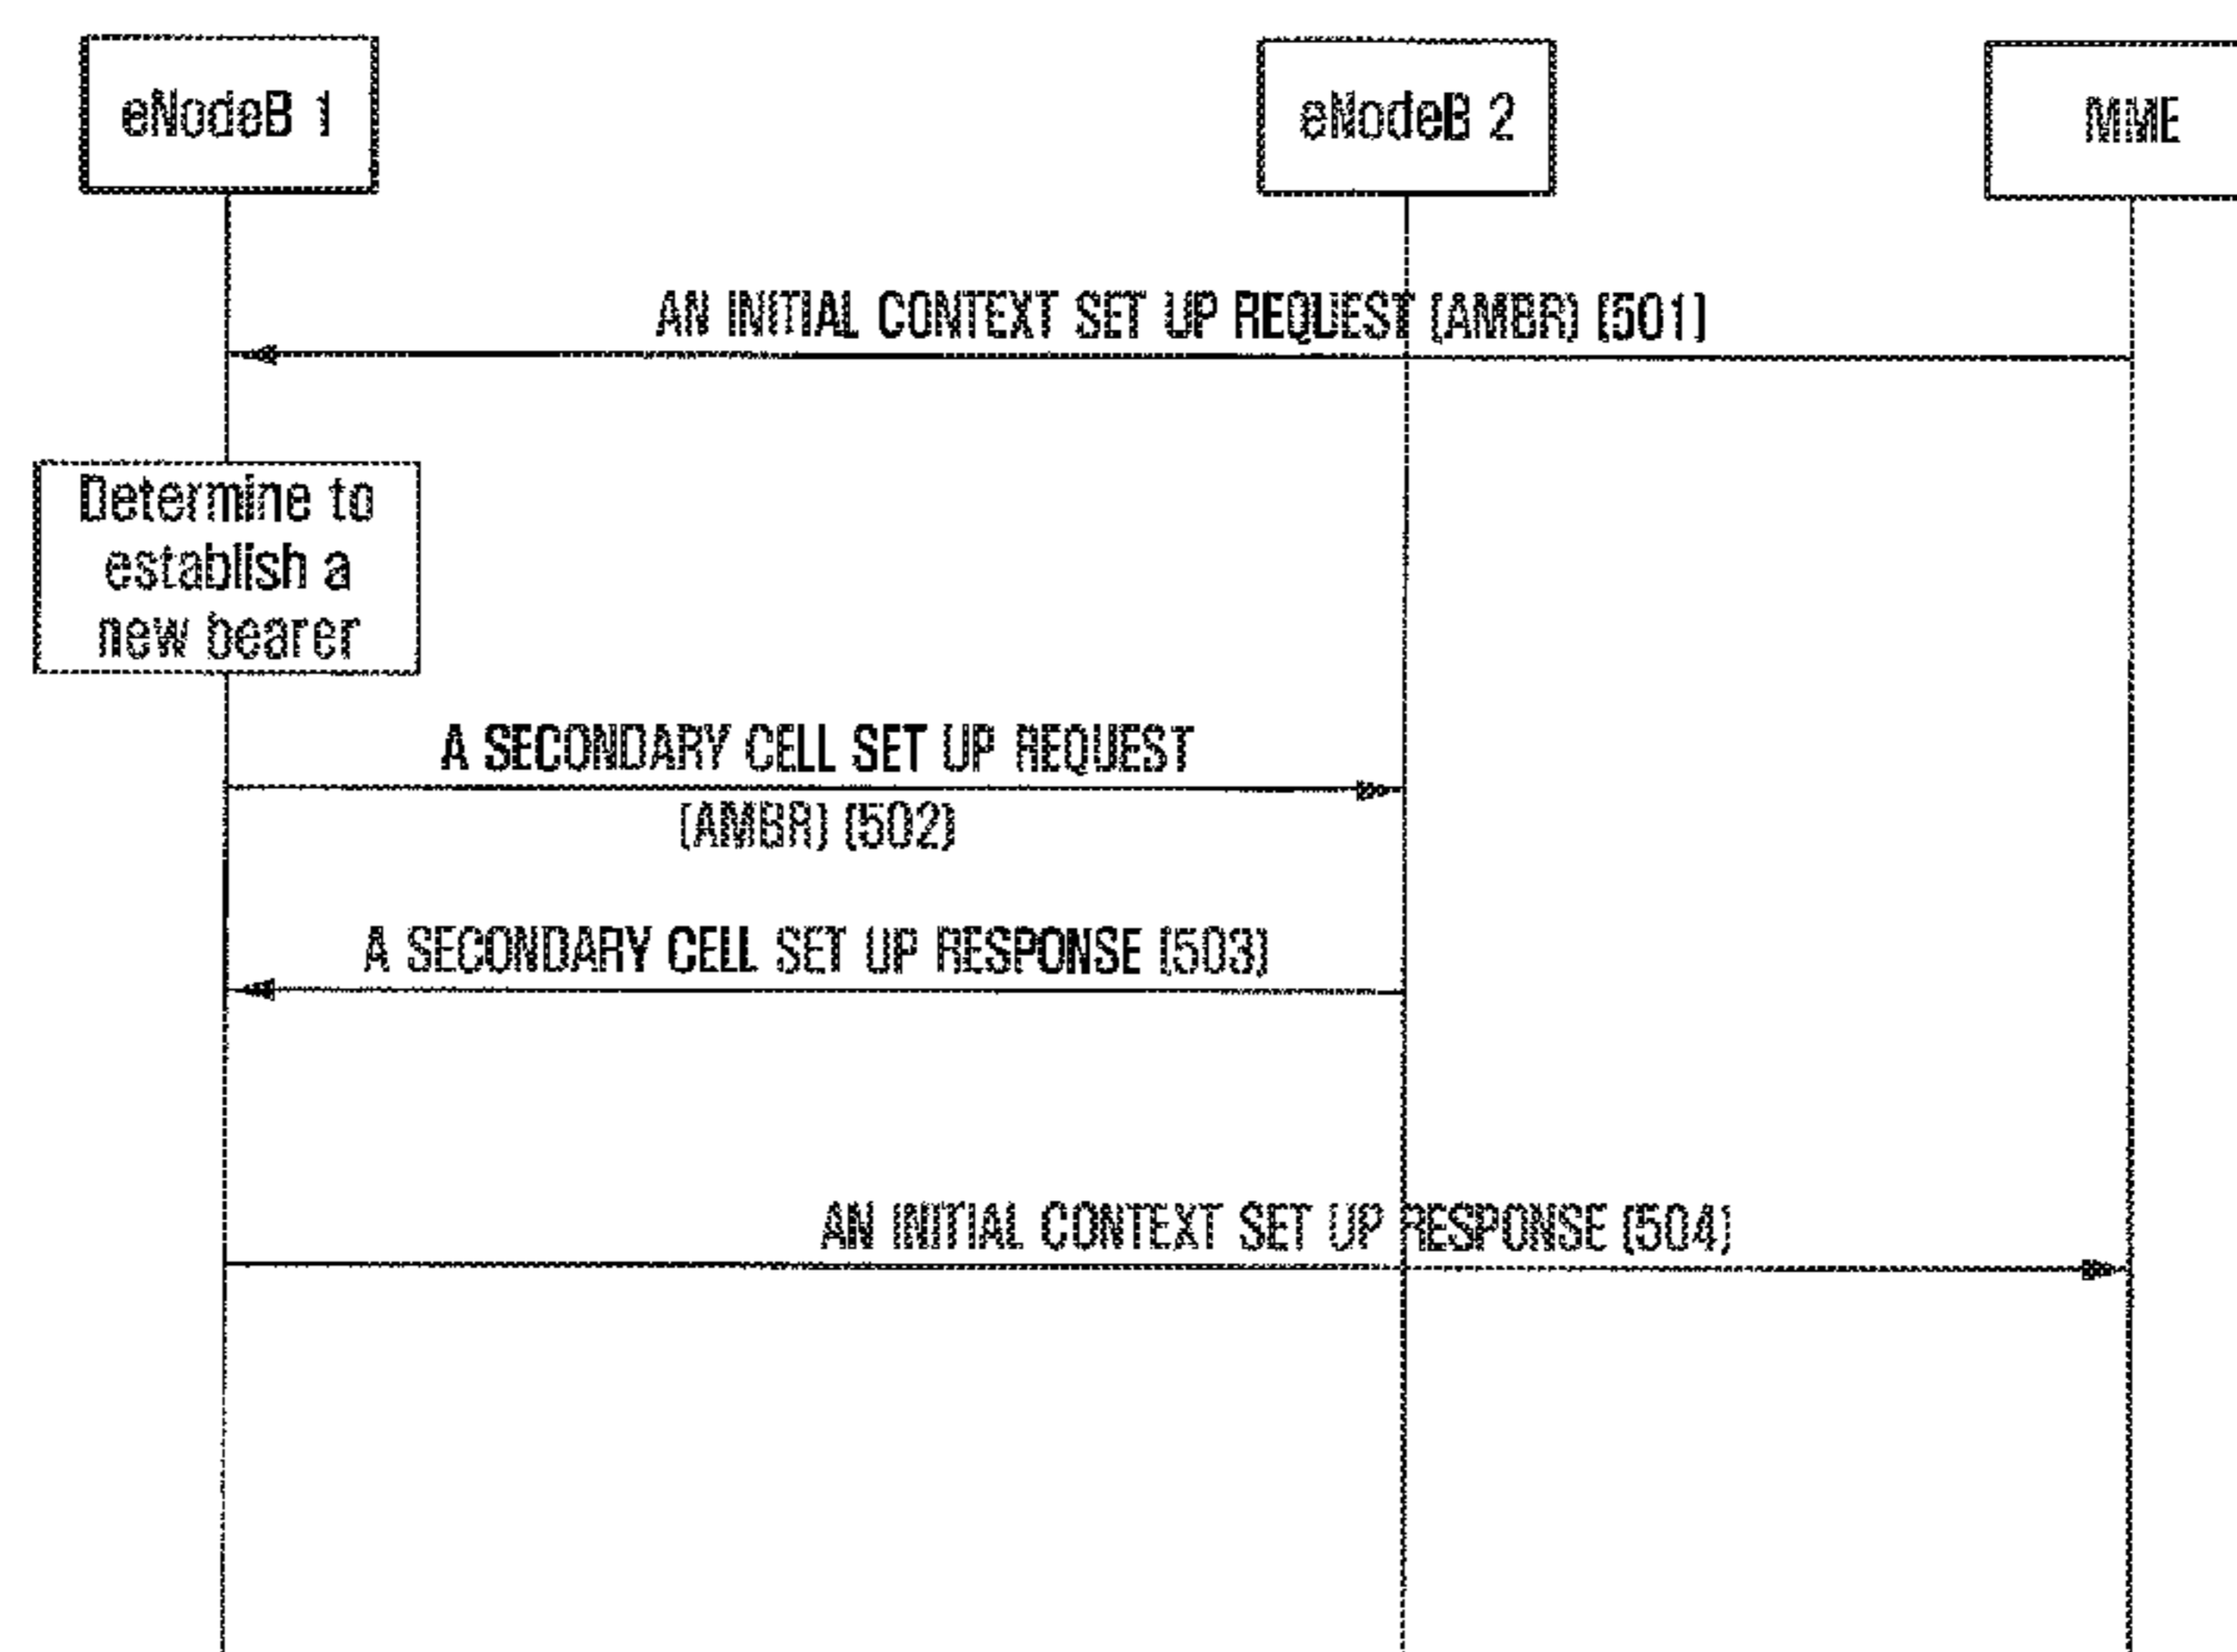 eNodeB 1
eNodeB 2
MME
AN INITIAL CONTEXT SET UP REQUEST (AMBR) (501)
Determine to
establish a
new bearer
A SECONDARY CELL SET UP REQUEST
(AMBR) (502)
A SECONDARY CELL SET UP RESPONSE (503)
AN INITIAL CONTEXT SET UP RESPONSE (504)